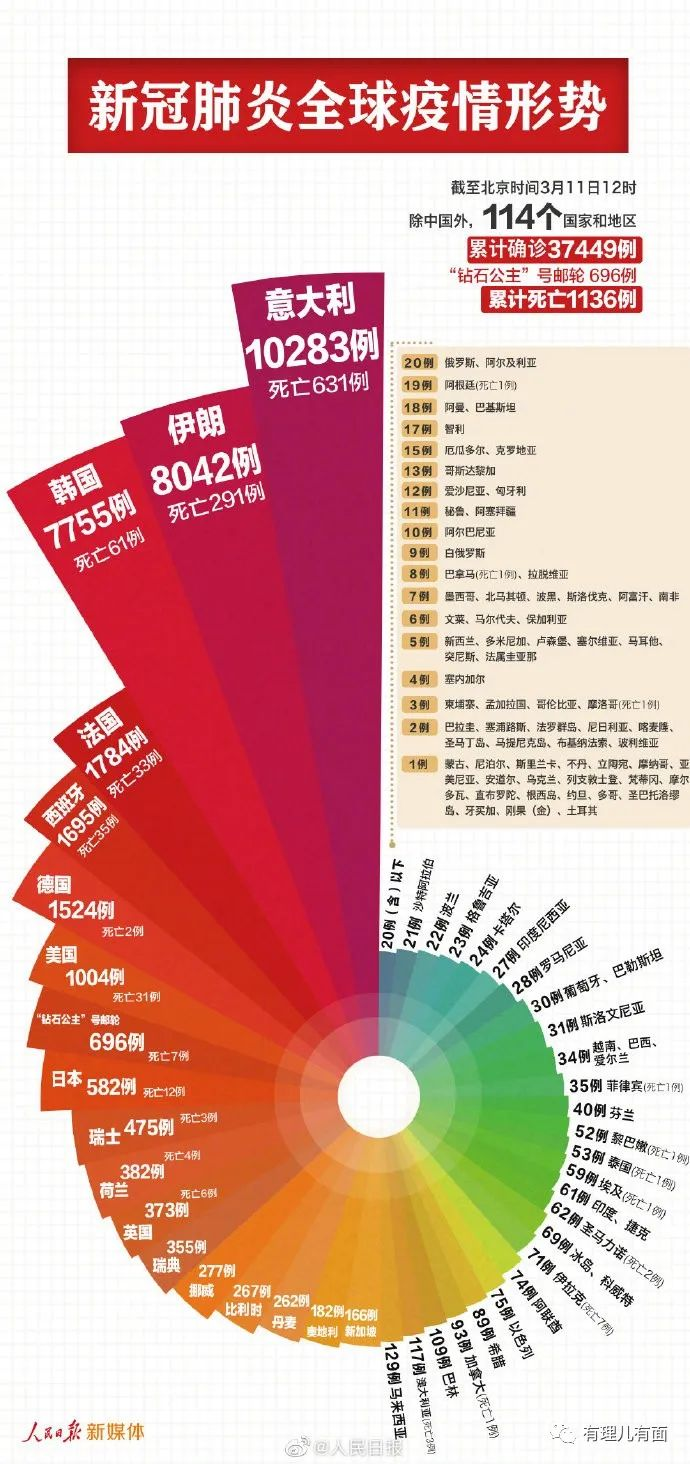 新冠肺炎全球疫情形势
截至北京时间3月11日12时
除中国外，114个国家和地区
累计确诊37449例
“钻石公主”号邮轮 696例
累计死亡1136例
意大利
10283例
死亡631例
伊朗
8042例
死亡291例
韩国
7755例
死亡61例
法国
1784例
死亡33例
西班牙
1695例
死亡35例
德国
1524例
死亡2例
美国
1004例
死亡31例
“钻石公主”号邮轮
696例
死亡7例
日本 582例 死亡12例
瑞士 475例 死亡3例
荷兰 382例 死亡4例
英国 373例 死亡6例
瑞典 355例
挪威 277例
比利时 267例
丹麦 262例
奥地利 182例
新加坡 166例
129例 马来西亚
117例 澳大利亚(死亡3例)
109例 巴林
93例 加拿大(死亡1例)
89例 希腊
75例 以色列
74例 阿联酋
71例 伊拉克(死亡7例)
69例 冰岛、科威特
62例 圣马力诺(死亡2例)
61例 印度、捷克
59例 埃及(死亡1例)
53例 泰国(死亡1例)
52例 黎巴嫩(死亡1例)
40例 芬兰
35例 菲律宾(死亡1例)
34例 越南、巴西、
爱尔兰
31例 斯洛文尼亚
30例 葡萄牙、巴勒斯坦
28例 罗马尼亚
27例 印度尼西亚
24例 卡塔尔
23例 格鲁吉亚
22例 波兰
21例 沙特阿拉伯
20例（含）以下
20例 俄罗斯、阿尔及利亚
19例 阿根廷(死亡1例)
18例 阿曼、巴基斯坦
17例 智利
15例 厄瓜多尔、克罗地亚
13例 哥斯达黎加
12例 爱沙尼亚、匈牙利
11例 秘鲁、阿塞拜疆
10例 阿尔巴尼亚
9例 白俄罗斯
8例 巴拿马(死亡1例)、拉脱维亚
7例 墨西哥、北马其顿、波黑、斯洛伐克、阿富汗、南非
6例 文莱、马尔代夫、保加利亚
5例 新西兰、多米尼加、卢森堡、塞尔维亚、马耳他、
突尼斯、法属圭亚那
4例 塞内加尔
3例 柬埔寨、孟加拉国、哥伦比亚、摩洛哥(死亡1例)
2例 巴拉圭、塞浦路斯、法罗群岛、尼日利亚、喀麦隆、
圣马丁岛、马提尼克岛、布基纳法索、玻利维亚
1例 蒙古、尼泊尔、斯里兰卡、不丹、立陶宛、摩纳哥、亚
美尼亚、安道尔、乌克兰、列支敦士登、梵蒂冈、摩尔
多瓦、直布罗陀、根西岛、约旦、多哥、圣巴托洛缪
岛、牙买加、刚果（金）、土耳其
人民日报 新媒体
@人民日报
有理儿有面